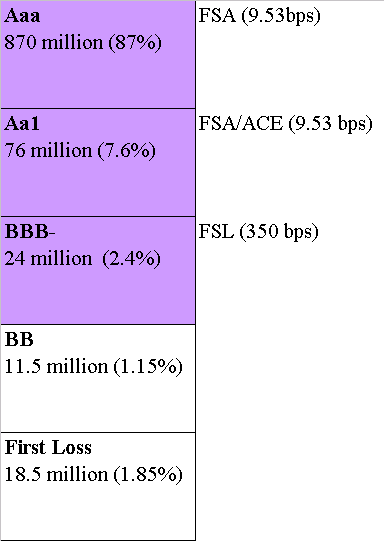 Aaa
FSA (9.53bps)
870 million (87%)
Aa1
FSA/ACE (9.53 bps)
76 million (7.6%)
BBB-
FSL (350 bps)
24 million  (2.4%)
BB
11.5 million (1.15%)
First Loss
18.5 million (1.85%)